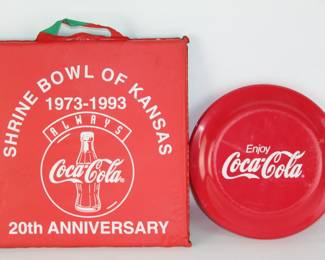 SHRINE BOWL OF KANSAS
1973-1993
ALWAYS
Coca-Cola
20th ANNIVERSARY
Enjoy
Coca-Cola